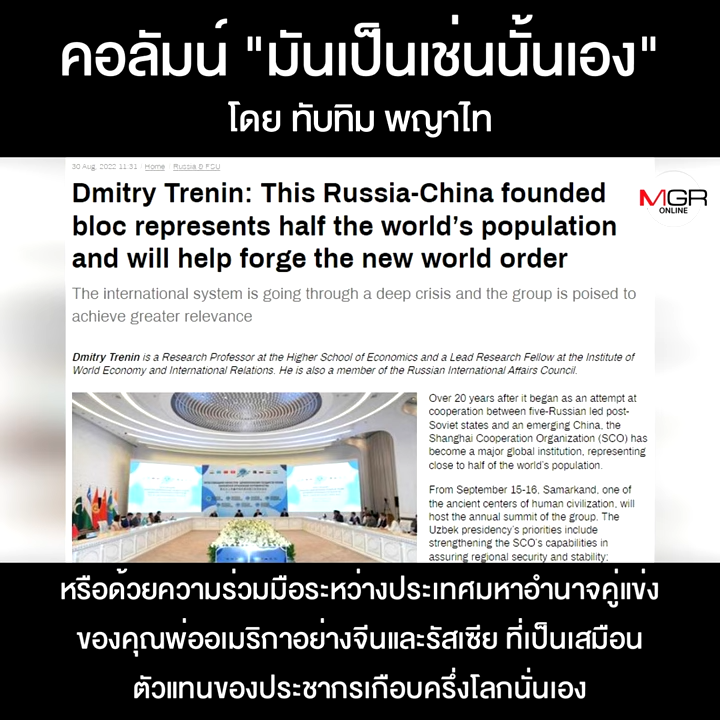 คอลัมน์ "มันเป็นเช่นนั้นเอง"
โดย ทับทิม พญาไท
30 Aug, 2022 11:31 · Home | Russia & FSU
Dmitry Trenin: This Russia-China founded
bloc represents half the world's population
and will help forge the new world order
MGR
ONLINE
The international system is going through a deep crisis and the group is poised to
achieve greater relevance
Dmitry Trenin is a Research Professor at the Higher School of Economics and a Lead Research Fellow at the Institute of
World Economy and International Relations. He is also a member of the Russian International Affairs Council.
Over 20 years after it began as an attempt at
cooperation between five-Russian led post-
Soviet states and an emerging China, the
Shanghai Cooperation Organization (SCO) has
become a major global institution, representing
close to half of the world's population.
From September 15-16, Samarkand, one of
the ancient centers of human civilization, will
host the annual summit of the group. The
Uzbek presidency's priorities include
strengthening the SCO's capabilities in
assuring regional security and stability;
หรือด้วยความร่วมมือระหว่างประเทศมหาอำนาจคู่แข่ง
ของคุณพ่ออเมริกาอย่างจีนและรัสเซีย ที่เป็นเสมือน
ตัวแทนของประชากรเกือบครึ่งโลกนั่นเอง